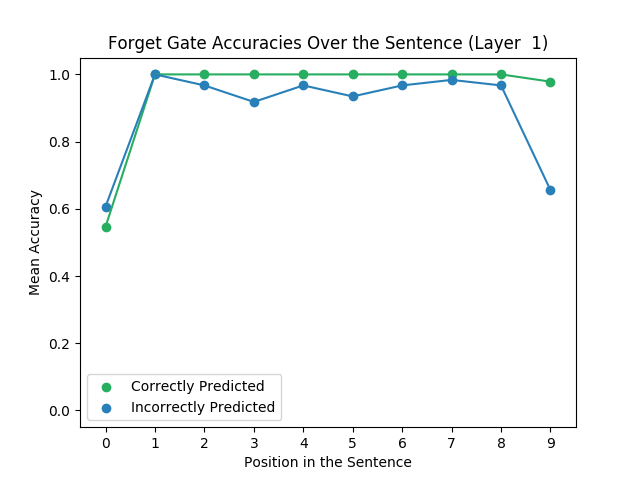 Forget Gate Accuracies Over the Sentence (Layer  1)
1.0
0.8
0.6
0.4
0.2
0.0
Mean Accuracy
Correctly Predicted
Incorrectly Predicted
0 1 2 3 4 5 6 7 8 9
Position in the Sentence